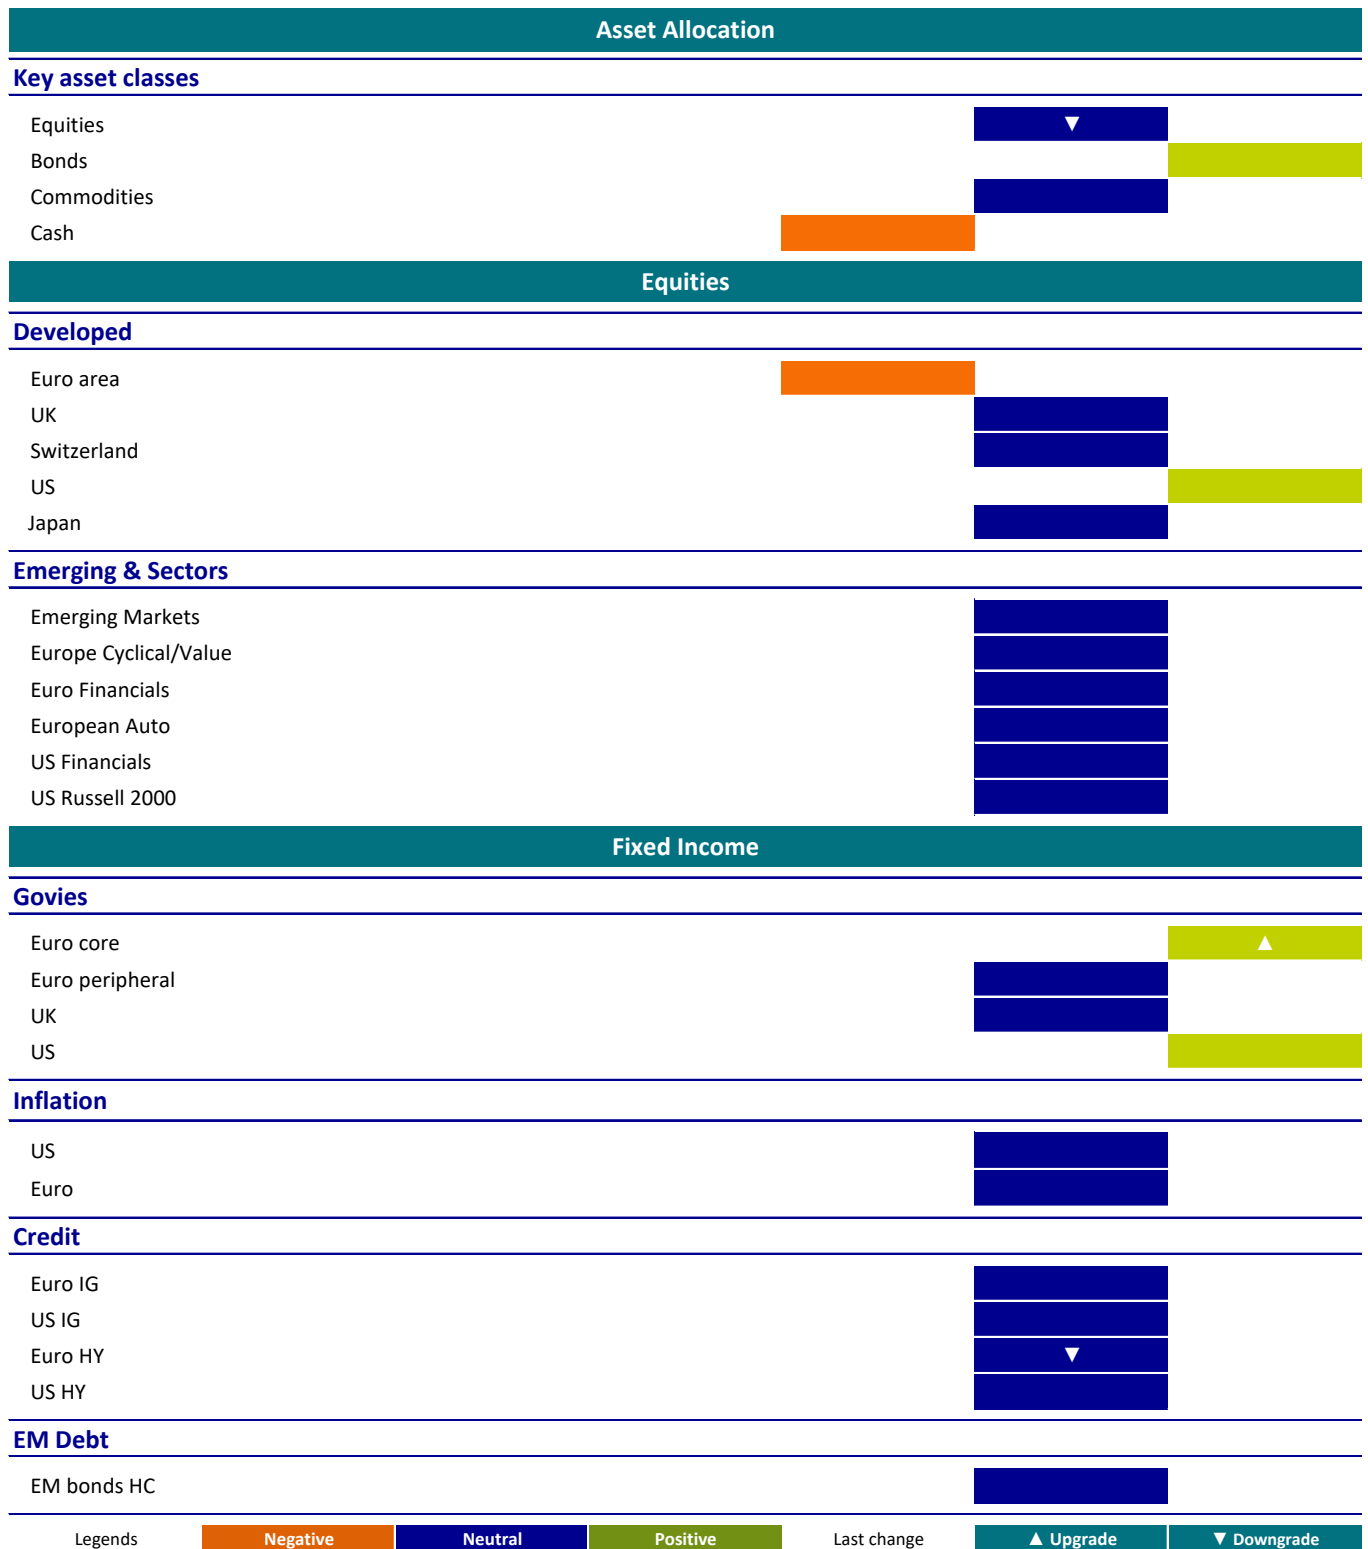 Asset Allocation
Key asset classes
Equities ▼
Bonds
Commodities
Cash
Equities
Developed
Euro area
UK
Switzerland
US
Japan
Emerging & Sectors
Emerging Markets
Europe Cyclical/Value
Euro Financials
European Auto
US Financials
US Russell 2000
Fixed Income
Govies
Euro core ▲
Euro peripheral
UK
US
Inflation
US
Euro
Credit
Euro IG
US IG
Euro HY ▼
US HY
EM Debt
EM bonds HC
Legends Negative Neutral Positive Last change ▲ Upgrade ▼ Downgrade